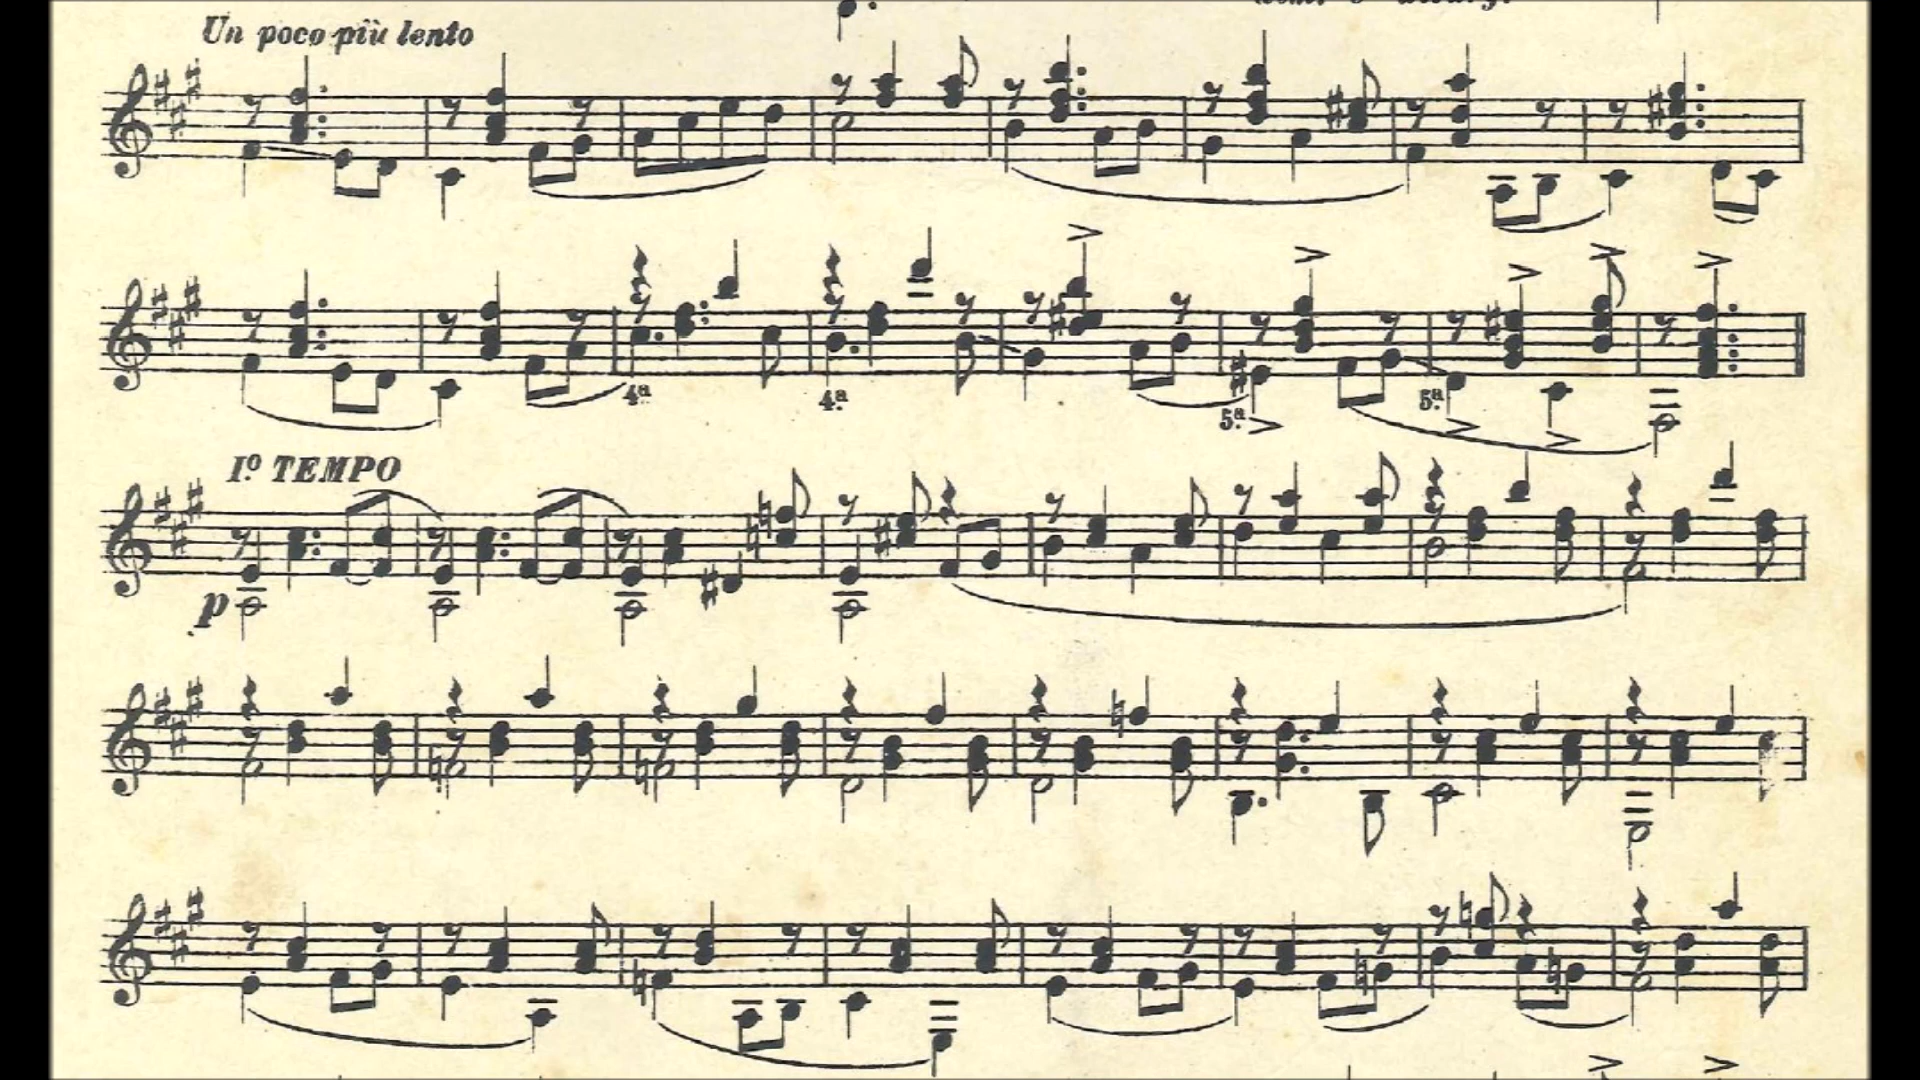 Un poco più lento
4ª
4ª
5ª
5ª
Iº TEMPO
p